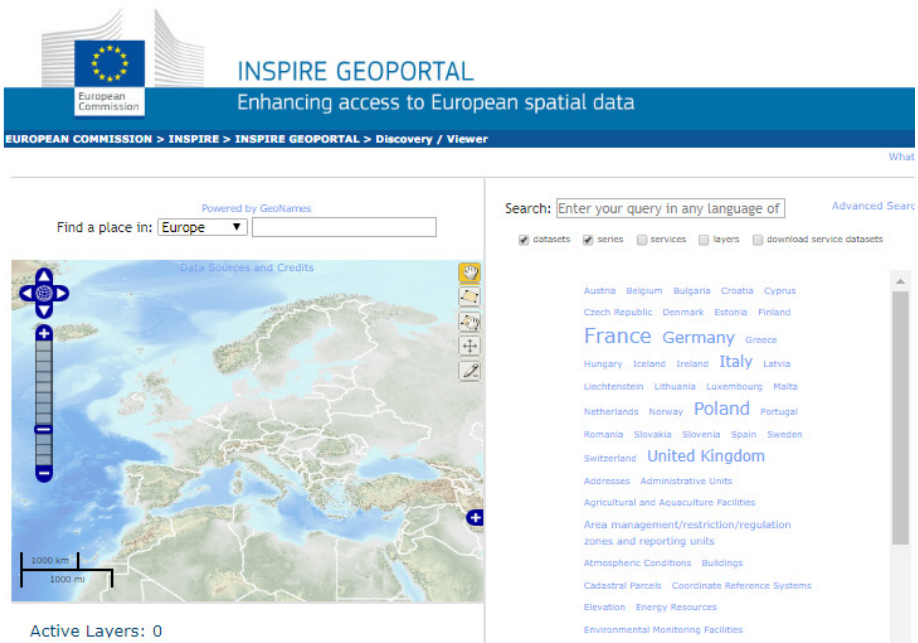 European
Commission
INSPIRE GEOPORTAL
Enhancing access to European spatial data
EUROPEAN COMMISSION > INSPIRE > INSPIRE GEOPORTAL > Discovery / Viewer
What
Powered by GeoNames
Find a place in: Europe
Data Sources and Credits
1000 km
1000 mi
Active Layers: 0
Search: Enter your query in any language of
Advanced Searc
datasets series services layers download service datasets
Austria Belgium Bulgaria Croatia Cyprus
Czech Republic Denmark Estonia Finland
France Germany Greece
Hungary Iceland Ireland Italy Latvia
Liechtenstein Lithuania Luxembourg Malta
Netherlands Norway Poland Portugal
Romania Slovakia Slovenia Spain Sweden
Switzerland United Kingdom
Addresses Administrative Units
Agricultural and Aquaculture Facilities
Area management/restriction/regulation
zones and reporting units
Atmospheric Conditions Buildings
Cadastral Parcels Coordinate Reference Systems
Elevation Energy Resources
Environmental Monitoring Facilities